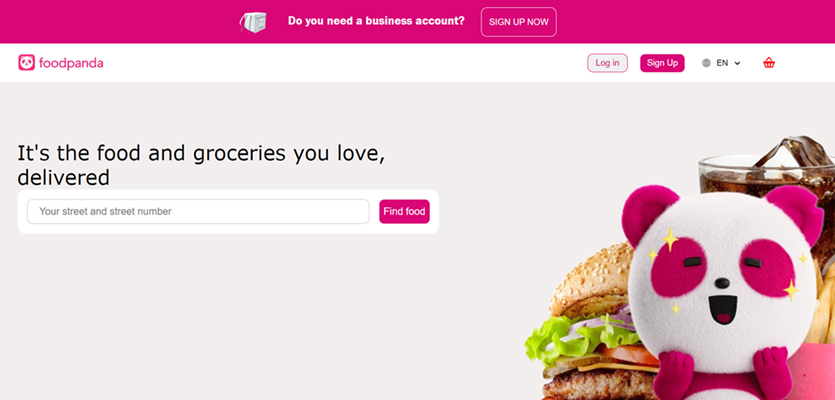 Do you need a business account?
SIGN UP NOW
foodpanda
Log in
Sign Up
EN
It's the food and groceries you love,
delivered
Your street and street number
Find food